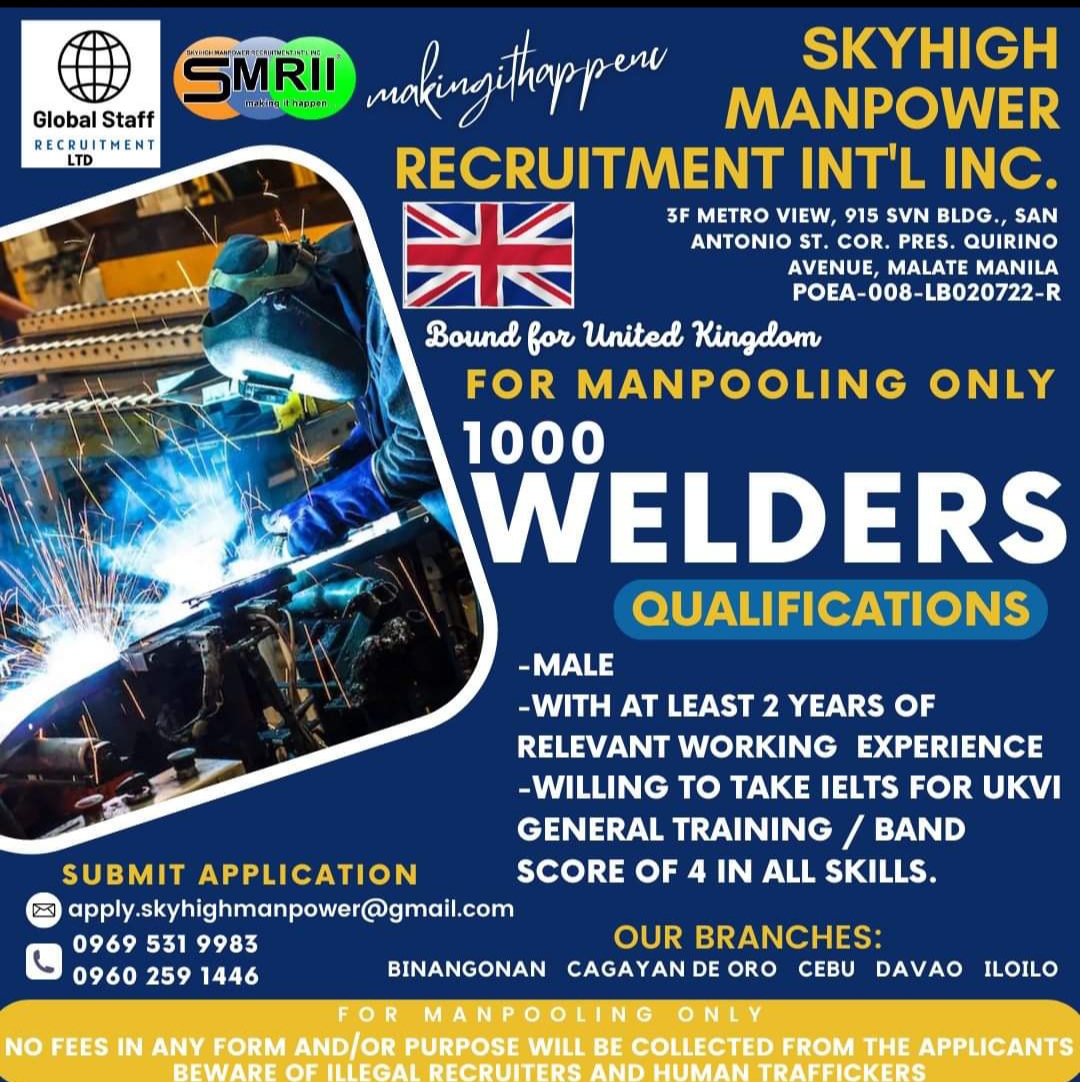 Global Staff
RECRUITMENT
LTD
SKYHIGH MANPOWER RECRUITMENT INT'L INC.
SMRII
making it happen
makingithappen
SKYHIGH
MANPOWER
RECRUITMENT INT'L INC.
3F METRO VIEW, 915 SVN BLDG., SAN
ANTONIO ST. COR. PRES. QUIRINO
AVENUE, MALATE MANILA
POEA-008-LB020722-R
Bound for United Kingdom
FOR MANPOOLING ONLY
1000
WELDERS
QUALIFICATIONS
-MALE
-WITH AT LEAST 2 YEARS OF
RELEVANT WORKING EXPERIENCE
-WILLING TO TAKE IELTS FOR UKVI
GENERAL TRAINING / BAND
SCORE OF 4 IN ALL SKILLS.
SUBMIT APPLICATION
apply.skyhighmanpower@gmail.com
0969 531 9983
0960 259 1446
OUR BRANCHES:
BINANGONAN CAGAYAN DE ORO CEBU DAVAO ILOILO
FOR MANPOOLING ONLY
NO FEES IN ANY FORM AND/OR PURPOSE WILL BE COLLECTED FROM THE APPLICANTS
BEWARE OF ILLEGAL RECRUITERS AND HUMAN TRAFFICKERS